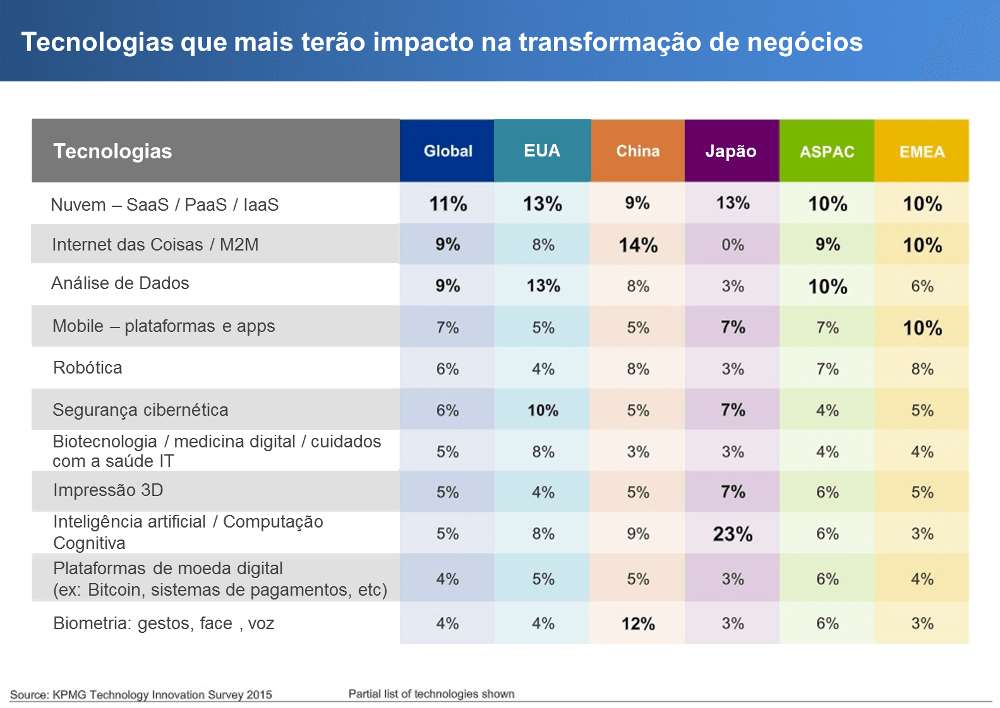 Tecnologias que mais terão impacto na transformação de negócios
Tecnologias Global EUA China Japão ASPAC EMEA
Nuvem – SaaS / PaaS / IaaS 11% 13% 9% 13% 10% 10%
Internet das Coisas / M2M 9% 8% 14% 0% 9% 10%
Análise de Dados 9% 13% 8% 3% 10% 6%
Mobile – plataformas e apps 7% 5% 5% 7% 7% 10%
Robótica 6% 4% 8% 3% 7% 8%
Segurança cibernética 6% 10% 5% 7% 4% 5%
Biotecnologia / medicina digital / cuidados
com a saúde IT 5% 8% 3% 3% 4% 4%
Impressão 3D 5% 4% 5% 7% 6% 5%
Inteligência artificial / Computação
Cognitiva 5% 8% 9% 23% 6% 3%
Plataformas de moeda digital
(ex: Bitcoin, sistemas de pagamentos, etc) 4% 5% 5% 3% 6% 4%
Biometria: gestos, face , voz 4% 4% 12% 3% 6% 3%
Source: KPMG Technology Innovation Survey 2015 Partial list of technologies shown